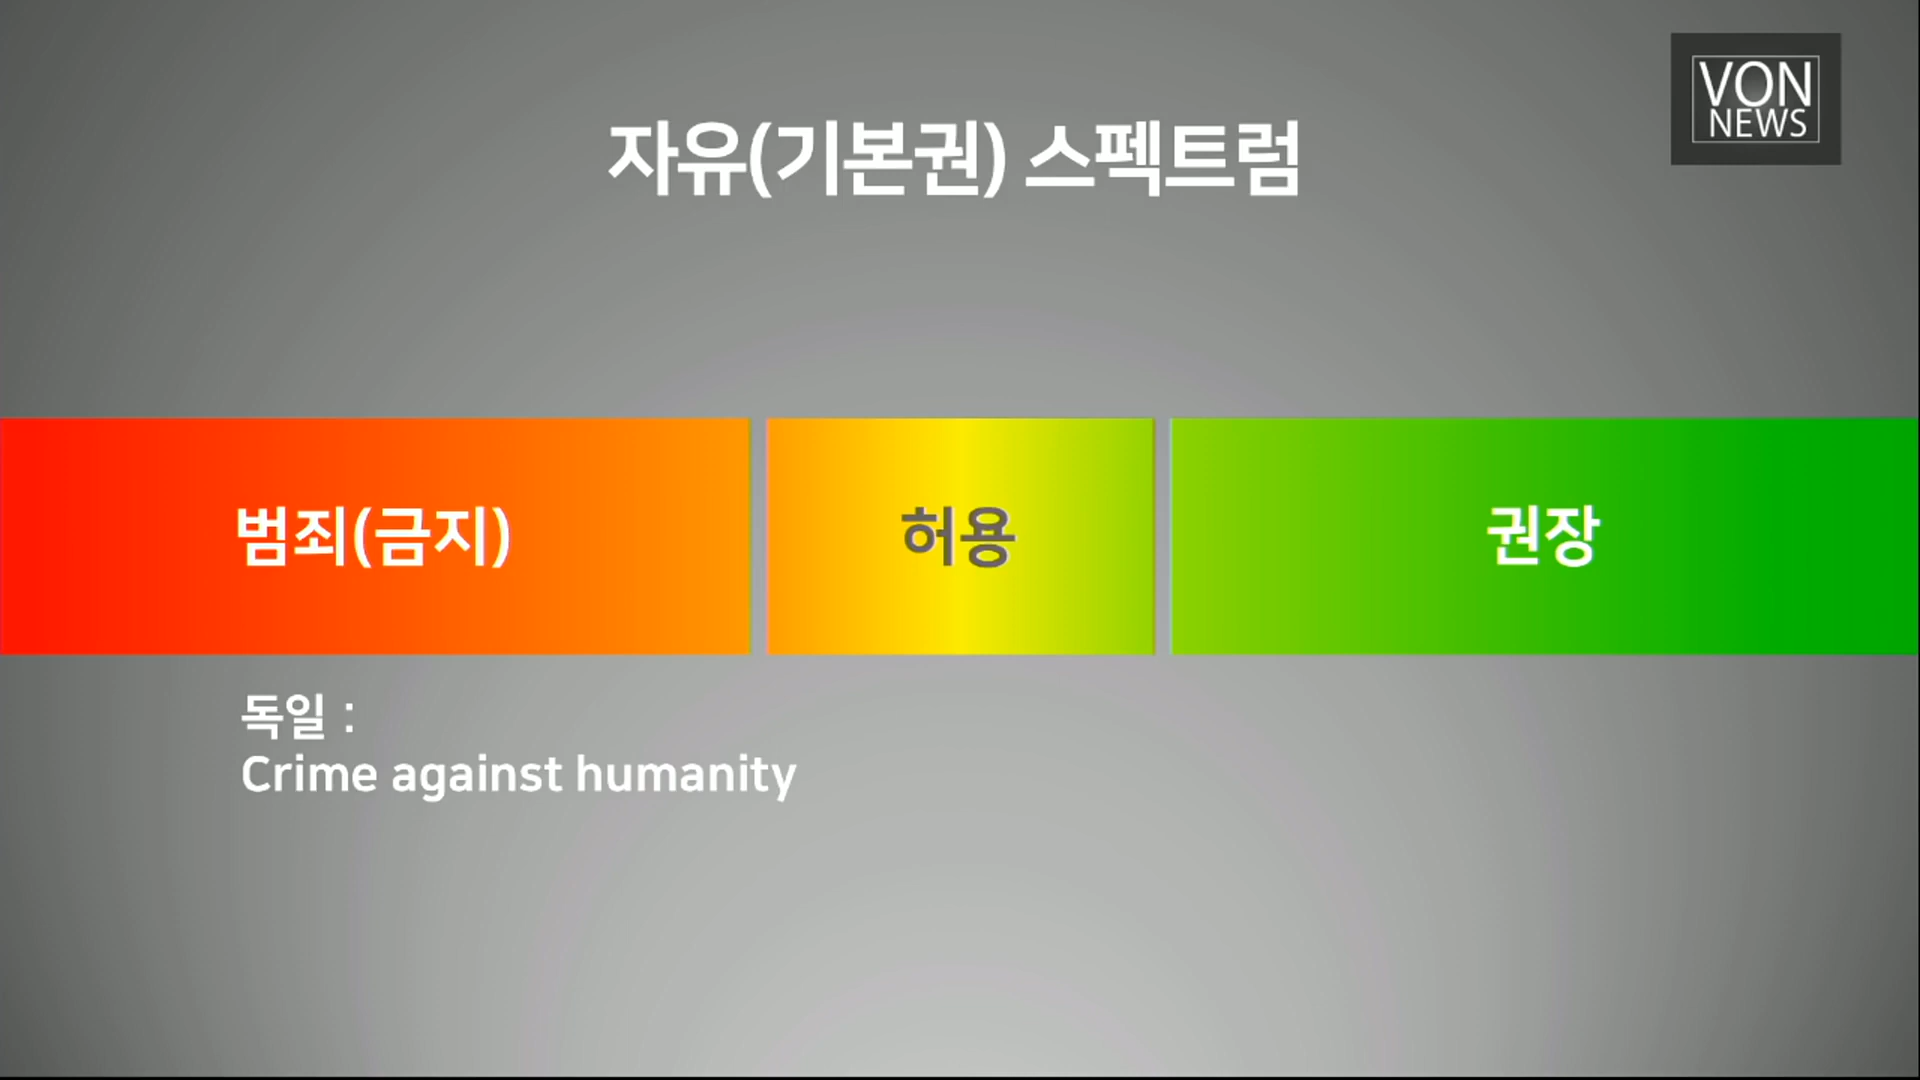 VON
NEWS
자유(기본권) 스펙트럼
범죄(금지) 허용 권장
독일 :
Crime against humanity